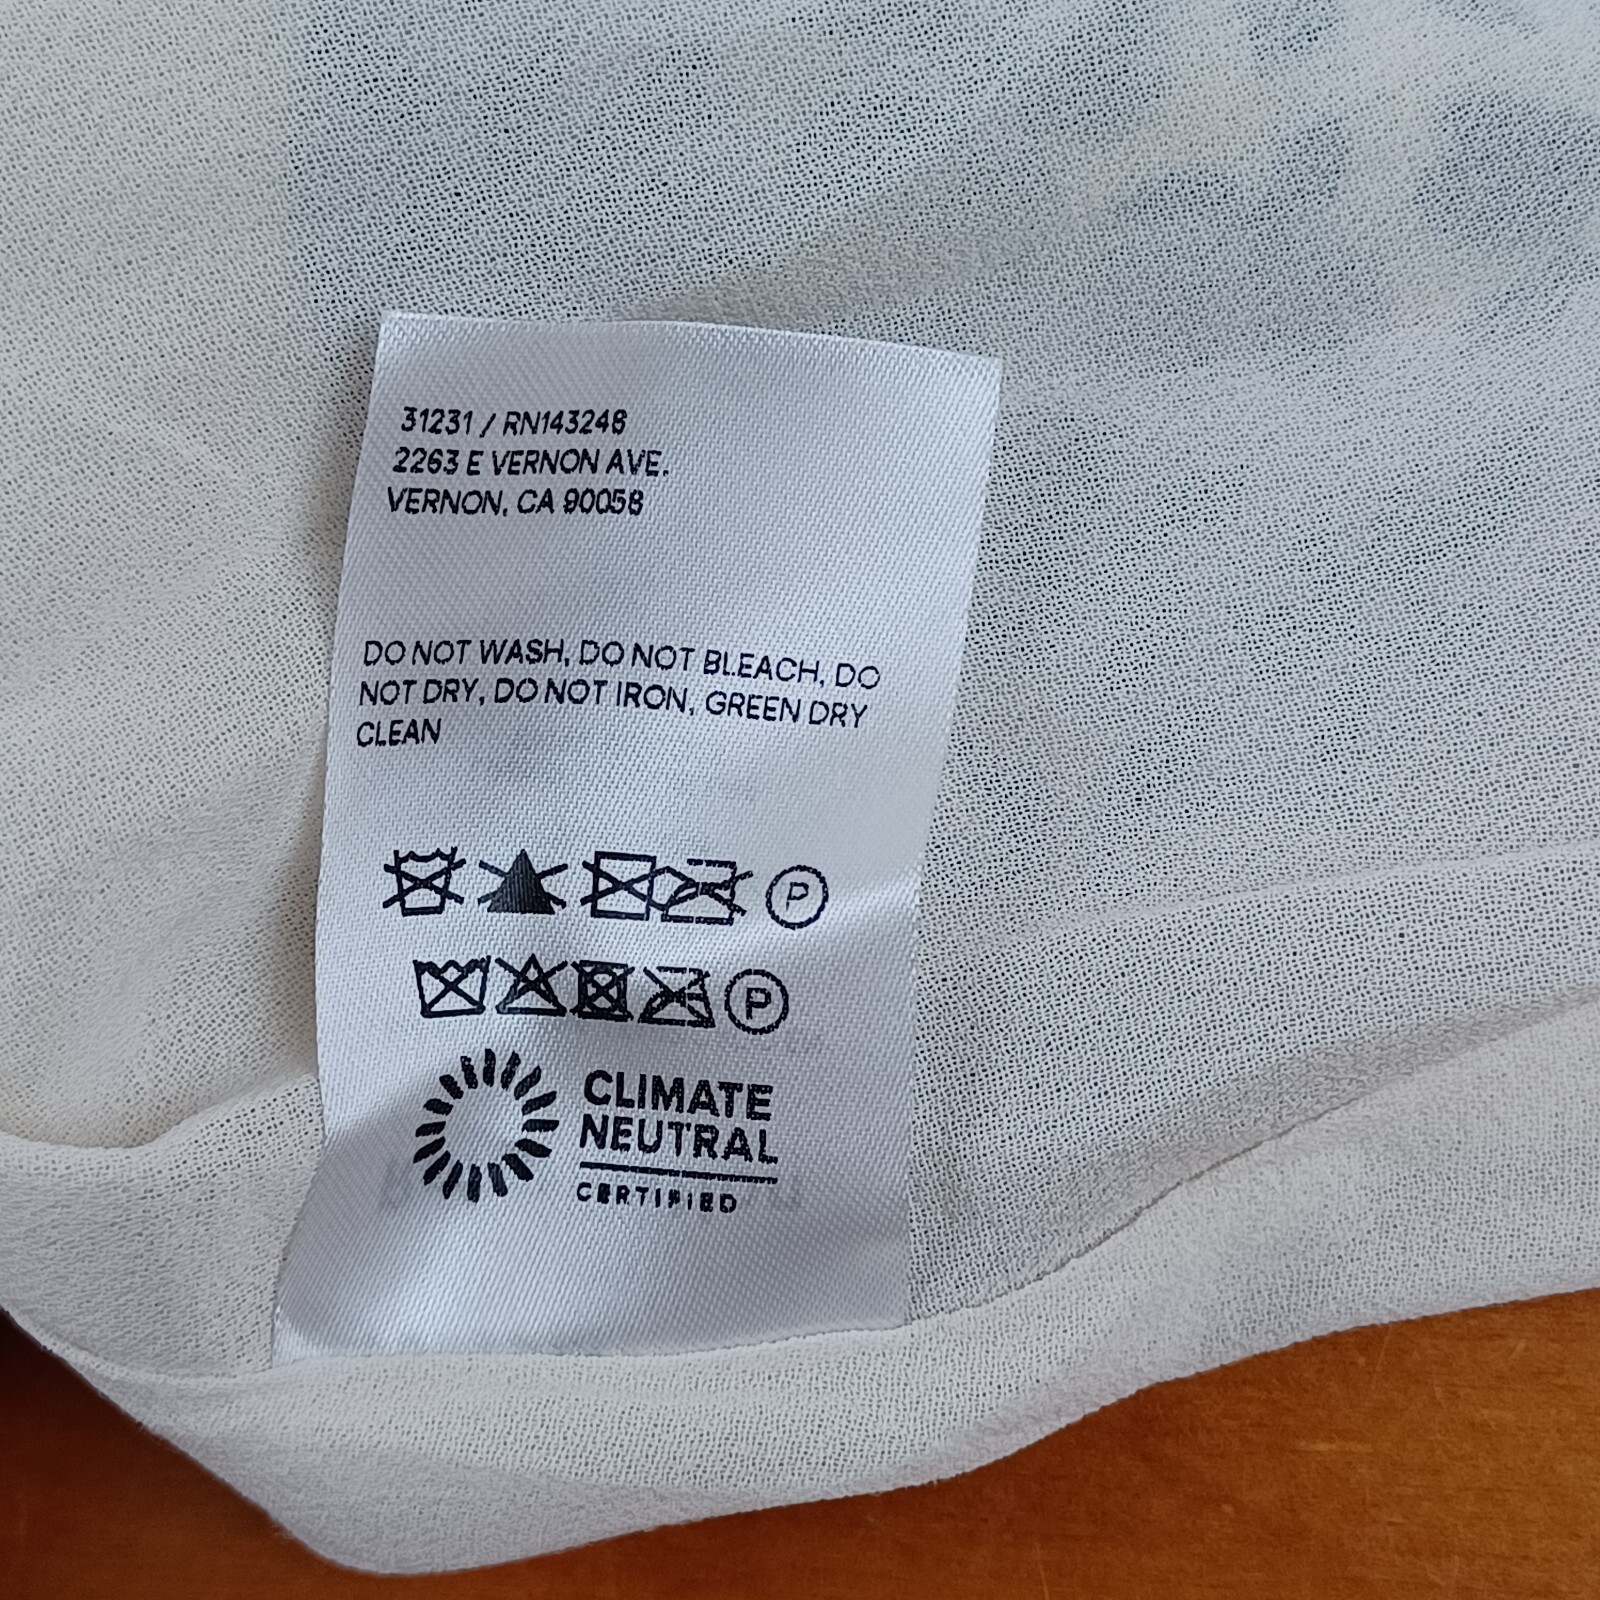 31231 / RN143246
2263 E VERNON AVE.
VERNON, CA 90058
DO NOT WASH, DO NOT BLEACH, DO
NOT DRY, DO NOT IRON, GREEN DRY
CLEAN
P
P
CLIMATE
NEUTRAL
CERTIFIED